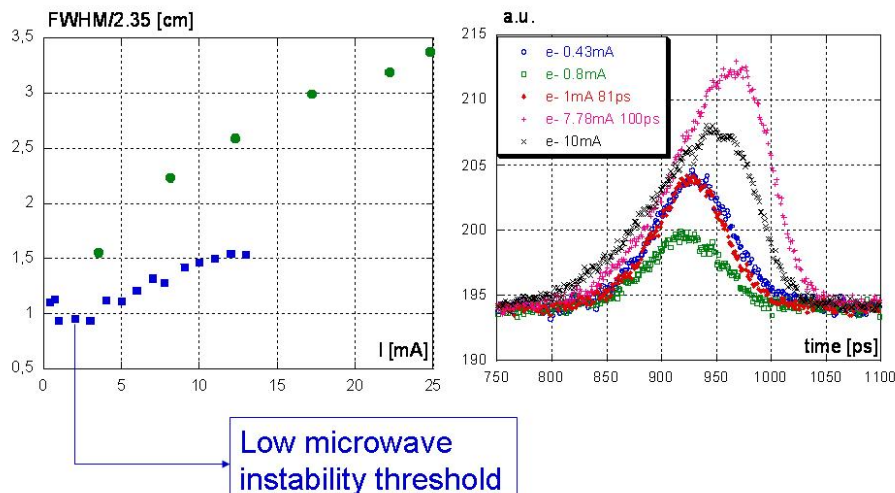 FWHM/2.35 [cm]
3,5
3
2,5
2
1,5
1
0,5
0
5
10
15
20
25
I [mA]
a.u.
215
210
205
200
195
190
750
800
850
900
950
1000
1050
1100
time [ps]
e- 0.43mA
e- 0.8mA
e- 1mA 81ps
e- 7.78mA 100ps
e- 10mA
Low microwave
instability threshold